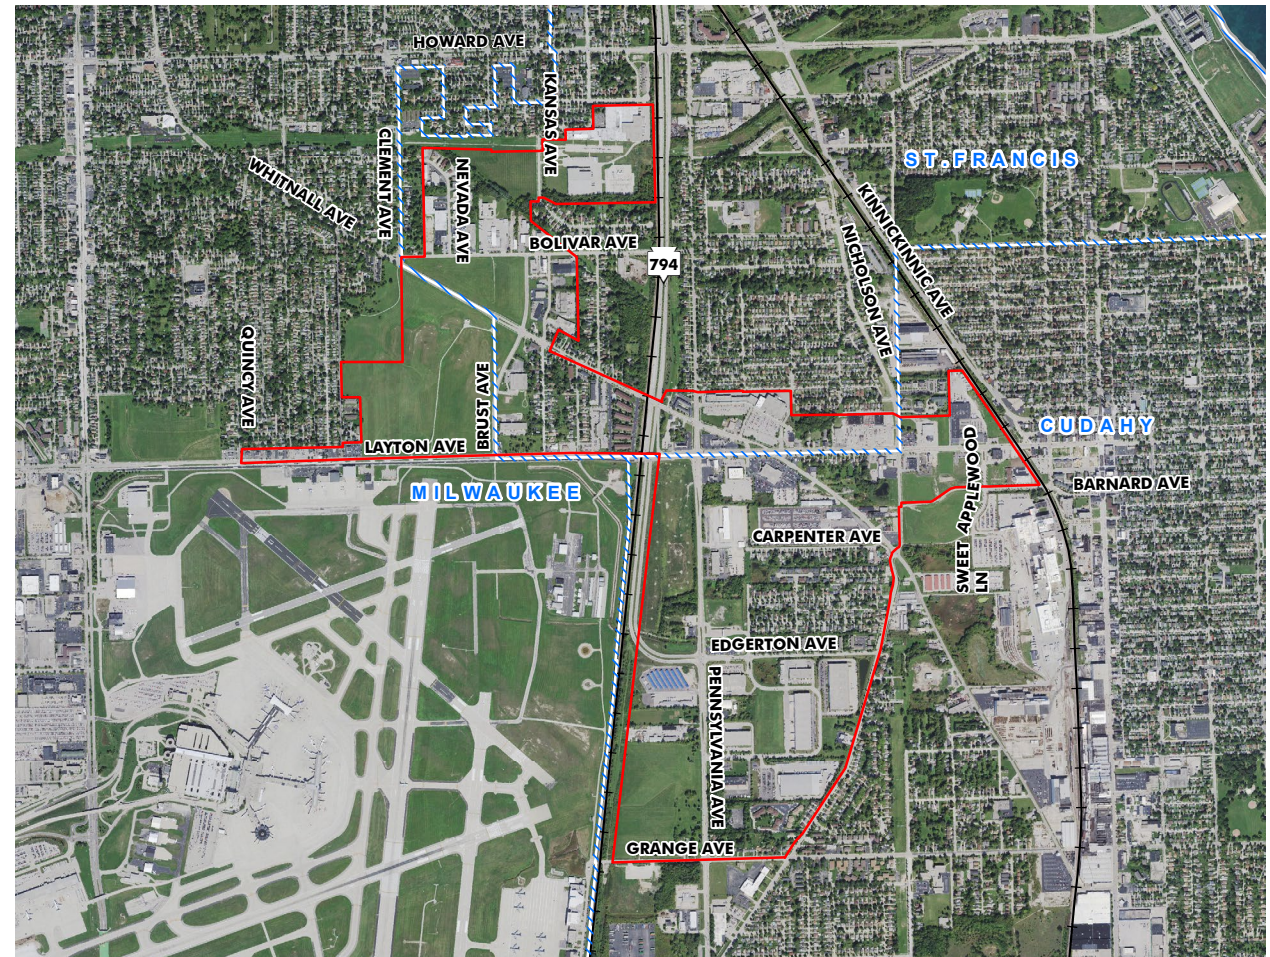 HOWARD AVE
KANSAS AVE
CLEMENT AVE
WHITNALL AVE
NEVADA AVE
ST. FRANCIS
KINNICKINNIC AVE
NICHOLSON AVE
BOLIVAR AVE
794
QUINCY AVE
BRUST AVE
LAYTON AVE
CUDAHY
MILWAUKEE
BARNARD AVE
SWEET APPLEWOOD
LN
CARPENTER AVE
EDGERTON AVE
PENNSYLVANIA AVE
GRANGE AVE